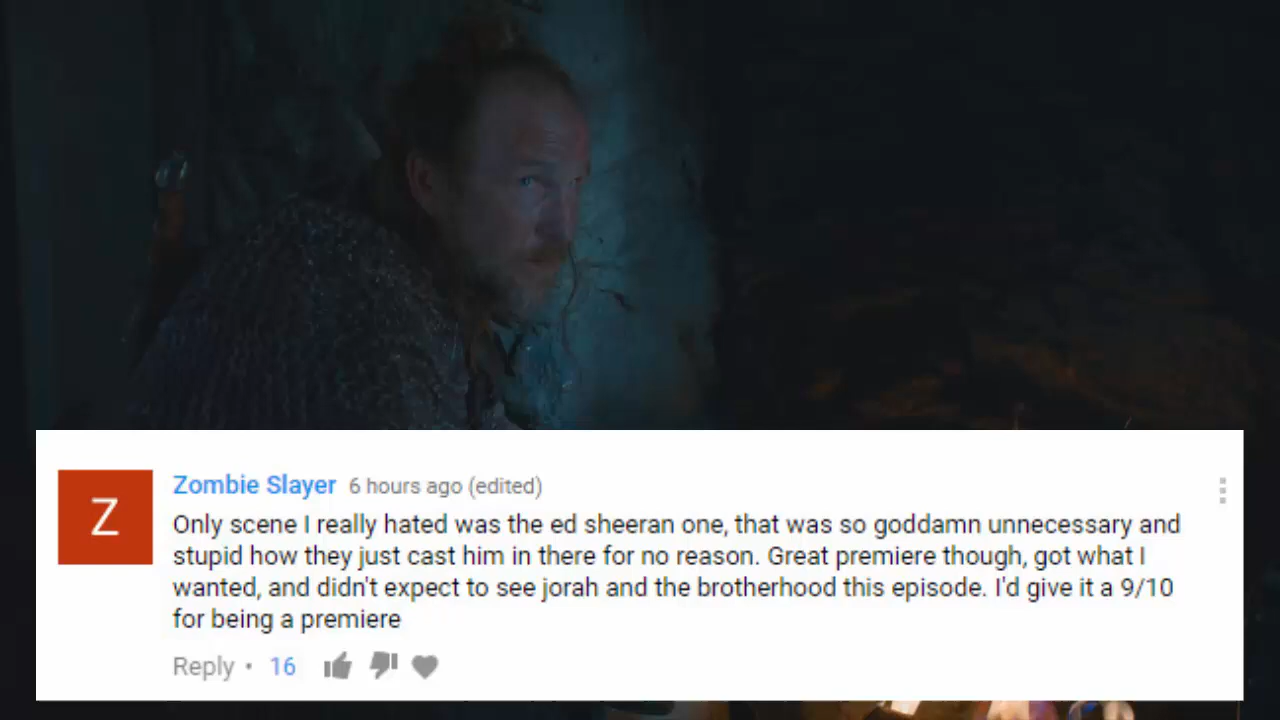 Z
Zombie Slayer 6 hours ago (edited)
Only scene I really hated was the ed sheeran one, that was so goddamn unnecessary and
stupid how they just cast him in there for no reason. Great premiere though, got what I
wanted, and didn't expect to see jorah and the brotherhood this episode. I'd give it a 9/10
for being a premiere
Reply • 16